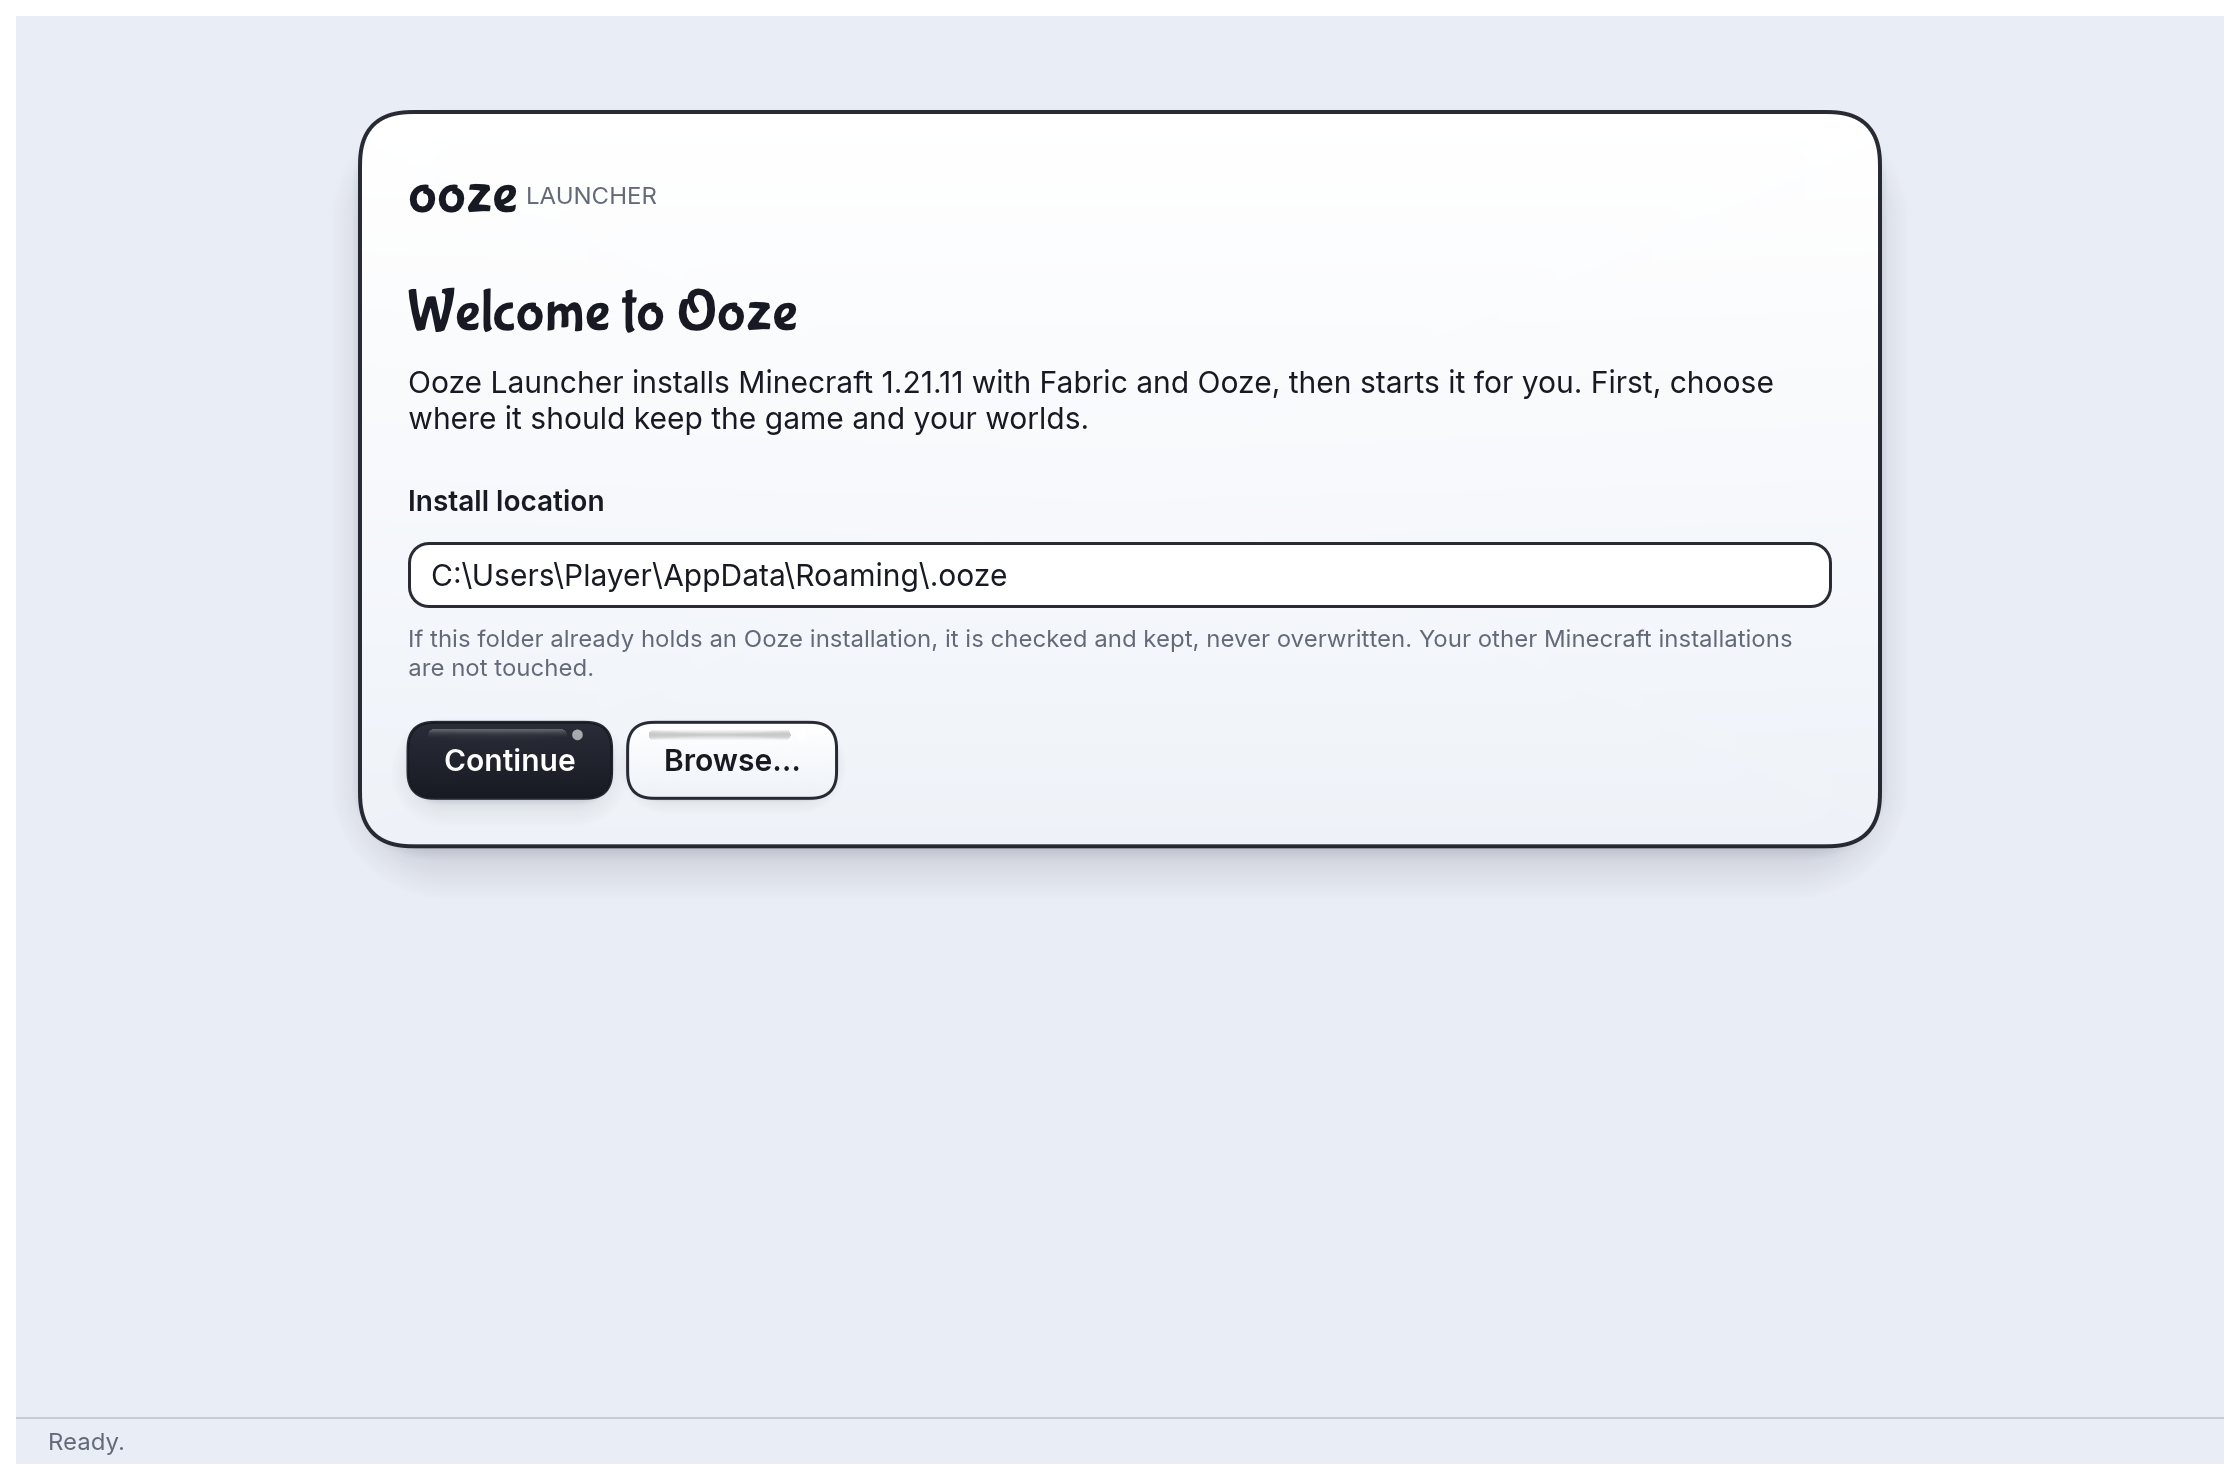 ooze LAUNCHER
Welcome to Ooze
Ooze Launcher installs Minecraft 1.21.11 with Fabric and Ooze, then starts it for you. First, choose
where it should keep the game and your worlds.
Install location
C:\Users\Player\AppData\Roaming\.ooze
If this folder already holds an Ooze installation, it is checked and kept, never overwritten. Your other Minecraft installations
are not touched.
Continue Browse...
Ready.